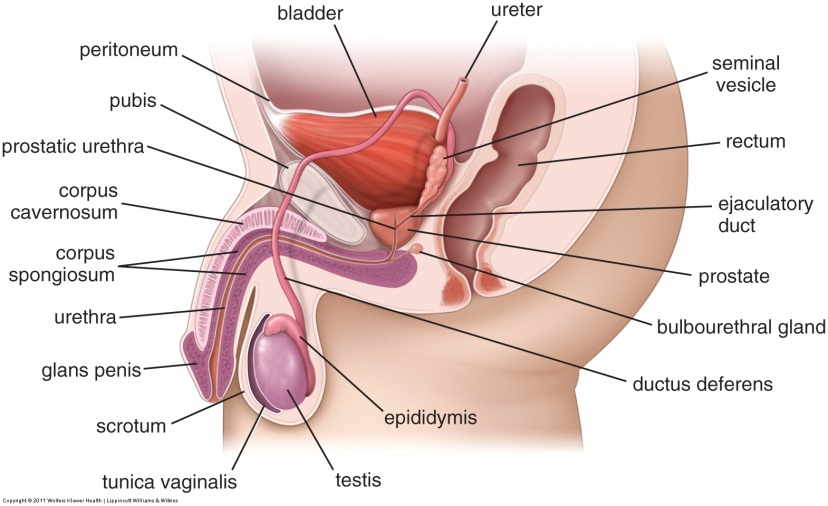 bladder
ureter
peritoneum
seminal
vesicle
pubis
rectum
prostatic urethra
corpus
cavernosum
ejaculatory
duct
corpus
spongiosum
prostate
urethra
bulbourethral gland
glans penis
ductus deferens
epididymis
scrotum
tunica vaginalis
testis
Copyright © 2011 Wolters Kluwer Health | Lippincott Williams & Wilkins